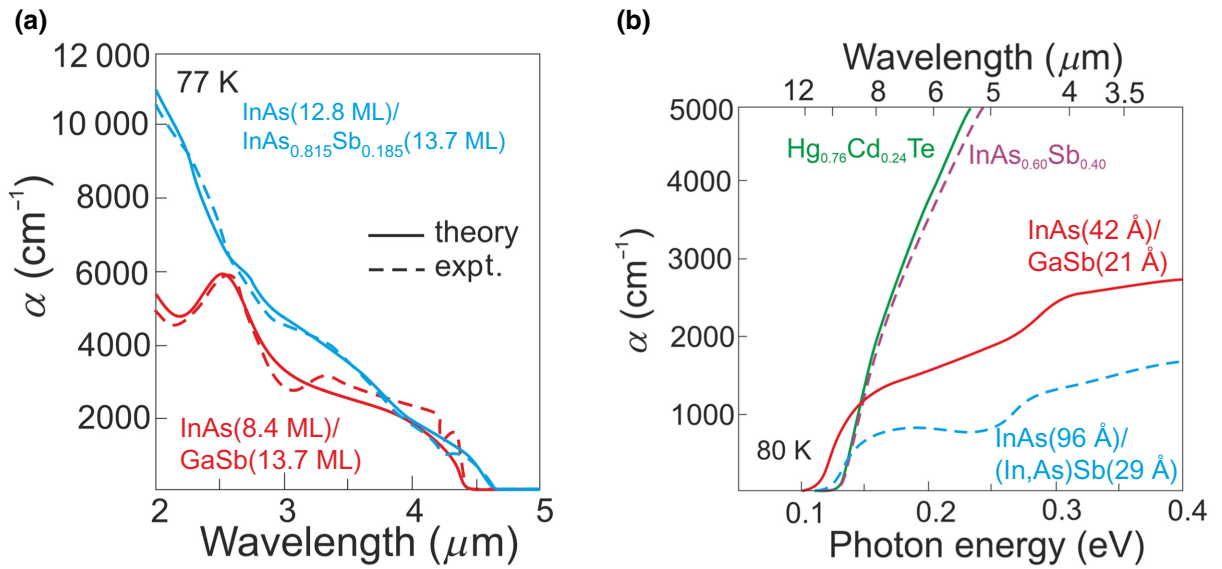 (a)
12 000
10 000
8000
6000
4000
2000
α (cm⁻¹)
77 K
InAs(12.8 ML)/
InAs₀.₈₁₅Sb₀.₁₈₅(13.7 ML)
theory
expt.
InAs(8.4 ML)/
GaSb(13.7 ML)
2 3 4 5
Wavelength (μm)
(b)
Wavelength (μm)
12 8 6 5 4 3.5
5000
4000
3000
2000
1000
α (cm⁻¹)
Hg₀.₇₆Cd₀.₂₄Te
InAs₀.₆₀Sb₀.₄₀
InAs(42 Å)/
GaSb(21 Å)
80 K
InAs(96 Å)/
(In,As)Sb(29 Å)
0.1 0.2 0.3 0.4
Photon energy (eV)